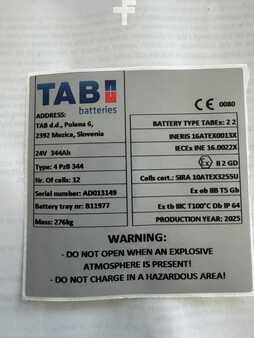 TAB
batteries
ADDRESS:
TAB d.d., Polena 6,
2392 Mezica, Slovenia
24V 344Ah
Type: 4 PzB 344
Nr. Of cells: 12
Serial number: AD013149
Battery tray nr: B11977
Mass: 276kg
CE 0080
BATTERY TYPE TABEx: 2 2
INERIS 16ATEX0013X
IECEx INE 16.0022X
Ex II 2 GD
Cells cert.: SIRA 10ATEX3255U
Ex eb IIB T5 Gb
Ex tb IIIC T100°C Db IP 64
PRODUCTION YEAR: 2025
WARNING:
- DO NOT OPEN WHEN AN EXPLOSIVE
ATMOSPHERE IS PRESENT!
- DO NOT CHARGE IN A HAZARDOUS AREA!